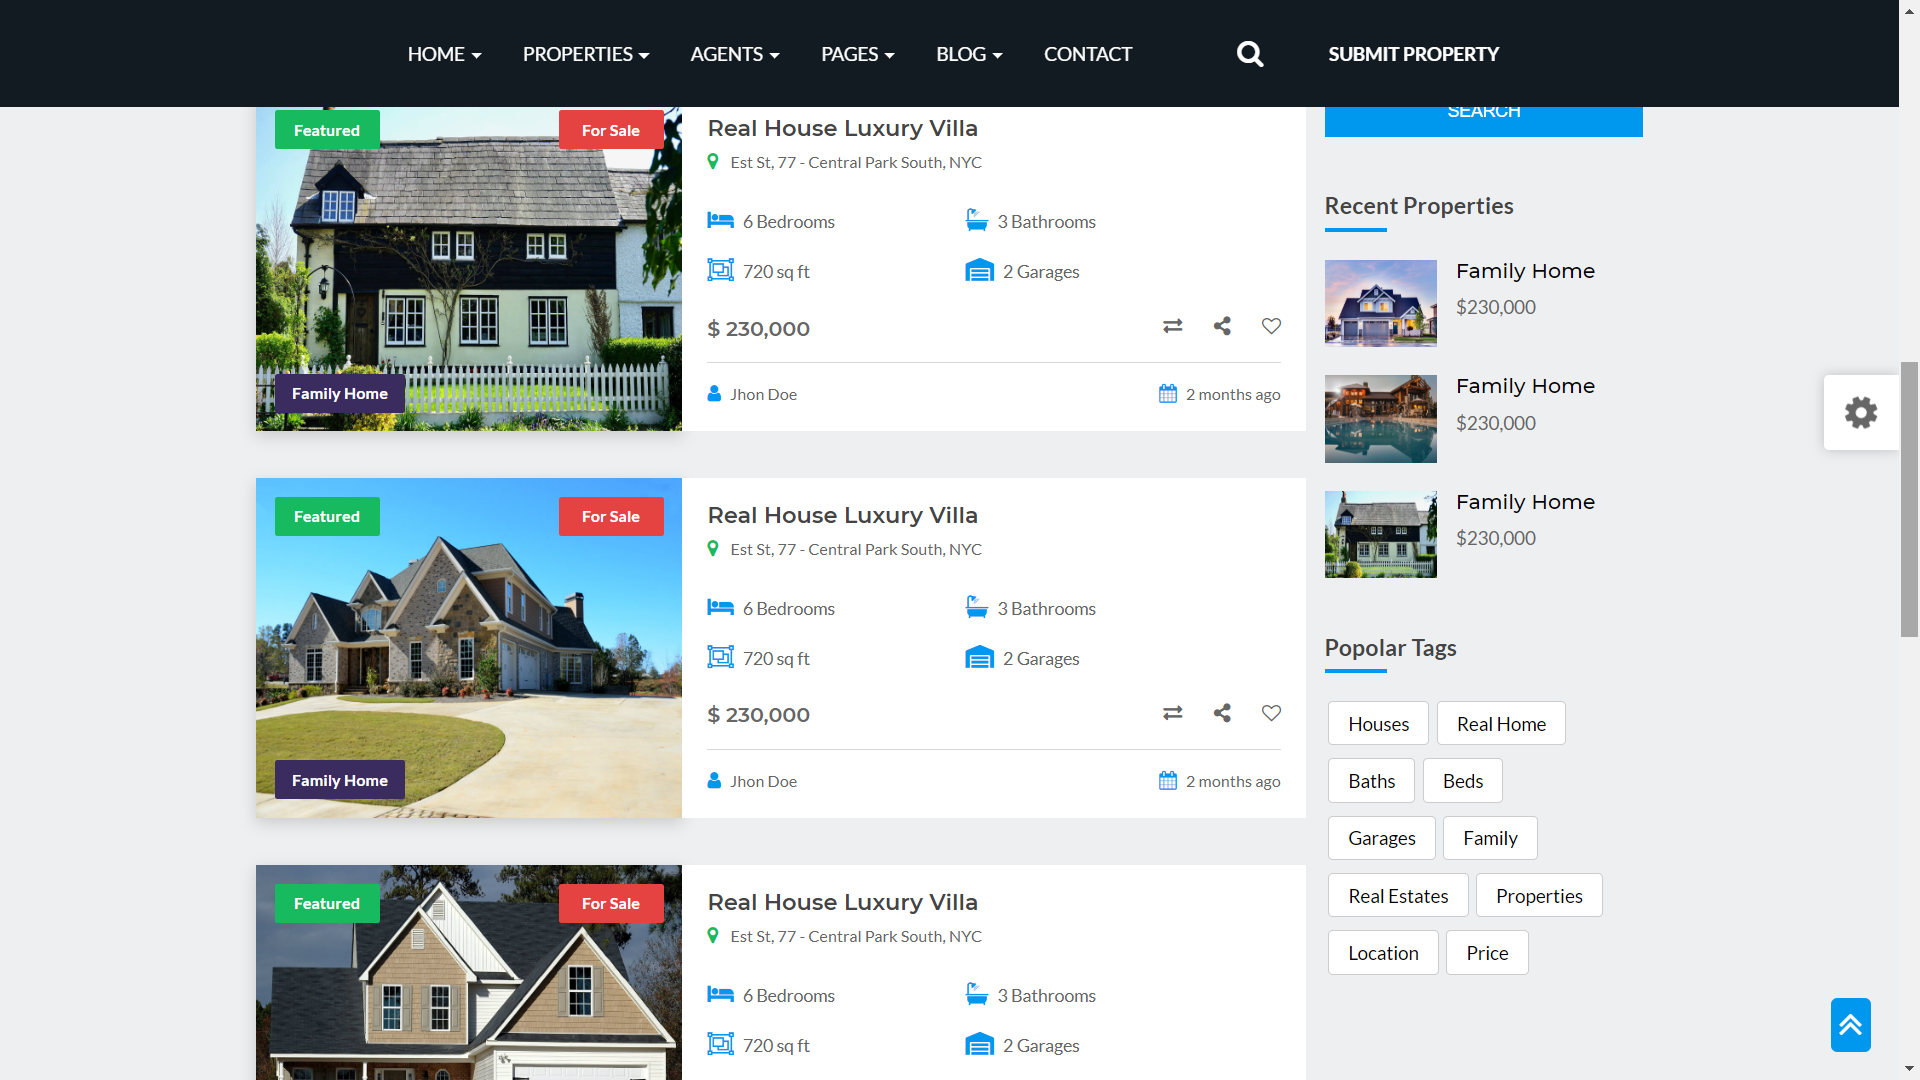 HOME PROPERTIES AGENTS PAGES BLOG CONTACT SUBMIT PROPERTY
Featured For Sale
Family Home
Real House Luxury Villa
Est St, 77 - Central Park South, NYC
6 Bedrooms 3 Bathrooms
720 sq ft 2 Garages
$ 230,000
Jhon Doe 2 months ago
Featured For Sale
Family Home
Real House Luxury Villa
Est St, 77 - Central Park South, NYC
6 Bedrooms 3 Bathrooms
720 sq ft 2 Garages
$ 230,000
Jhon Doe 2 months ago
Featured For Sale
Real House Luxury Villa
Est St, 77 - Central Park South, NYC
6 Bedrooms 3 Bathrooms
720 sq ft 2 Garages
SEARCH
Recent Properties
Family Home
$230,000
Family Home
$230,000
Family Home
$230,000
Popolar Tags
Houses Real Home
Baths Beds
Garages Family
Real Estates Properties
Location Price